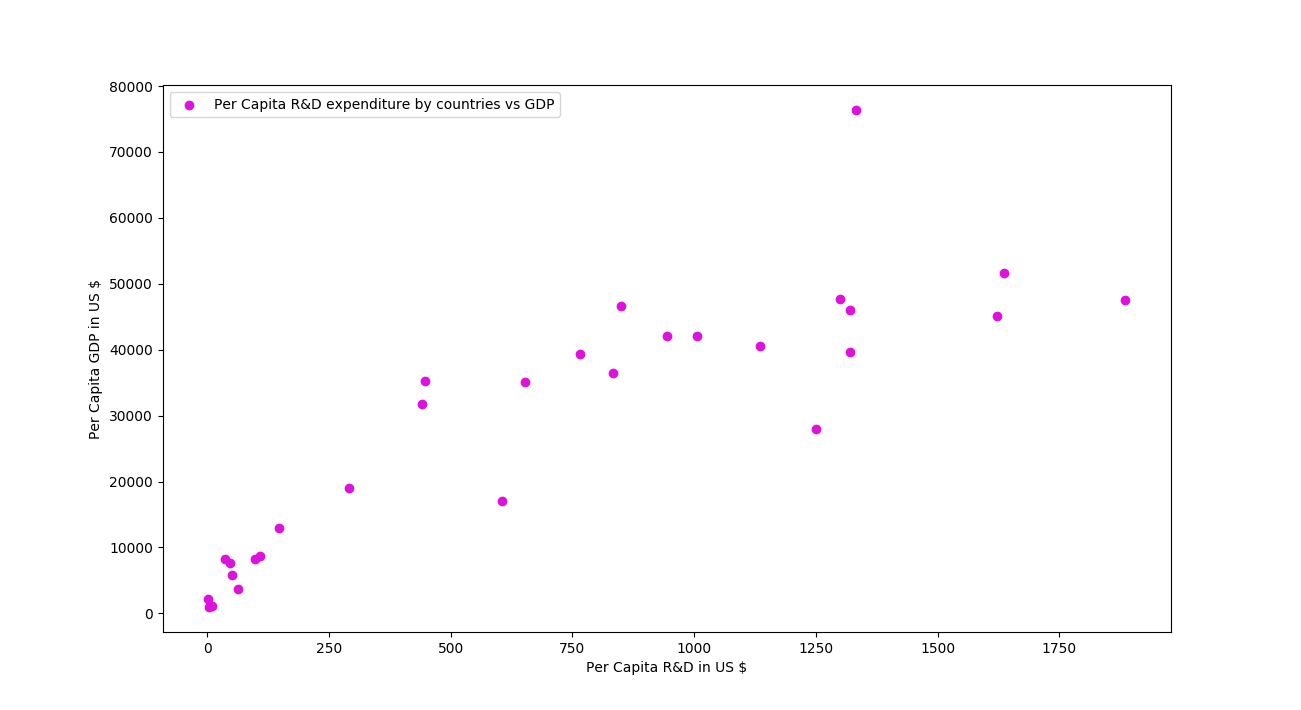 Per Capita R&D expenditure by countries vs GDP
80000
70000
60000
50000
40000
30000
20000
10000
0
Per Capita GDP in US $
0 250 500 750 1000 1250 1500 1750
Per Capita R&D in US $